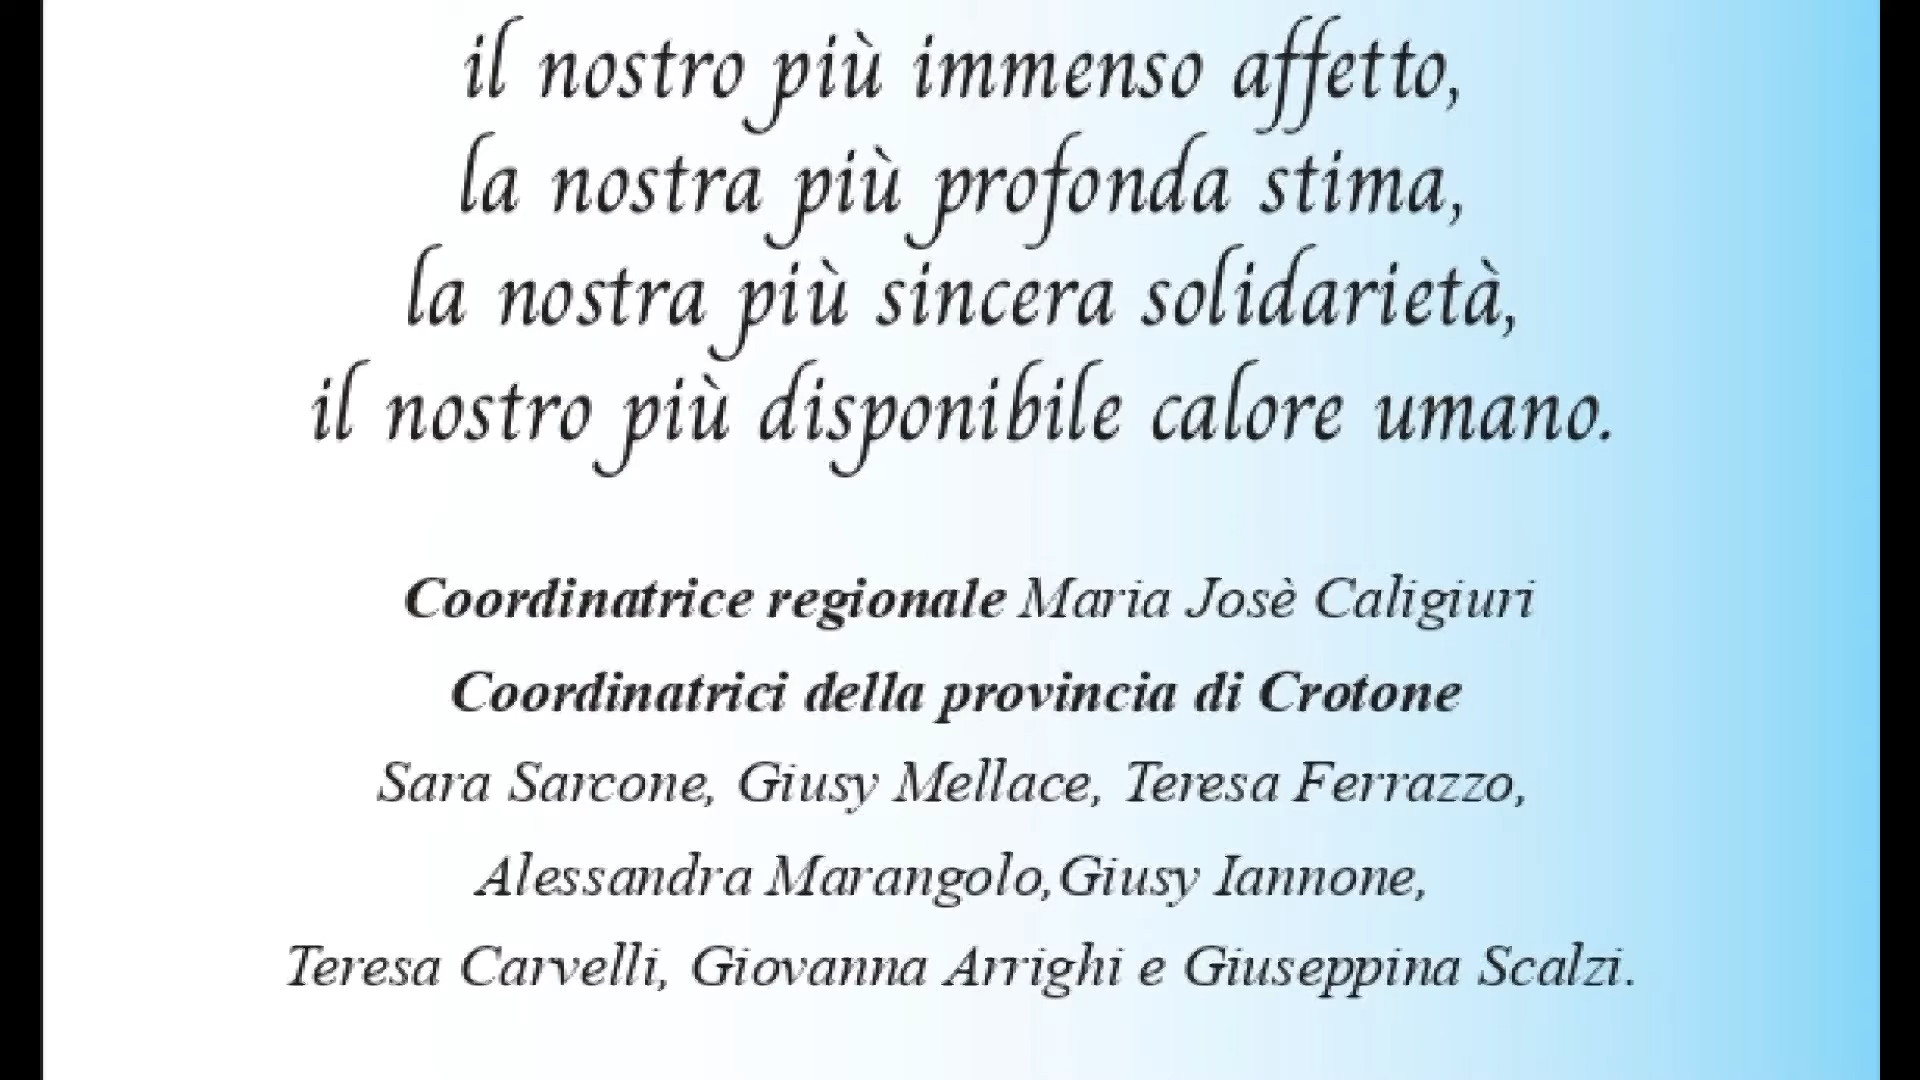 il nostro più immenso affetto,
la nostra più profonda stima,
la nostra più sincera solidarietà,
il nostro più disponibile calore umano.
Coordinatrice regionale Maria Josè Caligiuri
Coordinatrici della provincia di Crotone
Sara Sarcone, Giusy Mellace, Teresa Ferrazzo,
Alessandra Marangolo,Giusy Iannone,
Teresa Carvelli, Giovanna Arrighi e Giuseppina Scalzi.